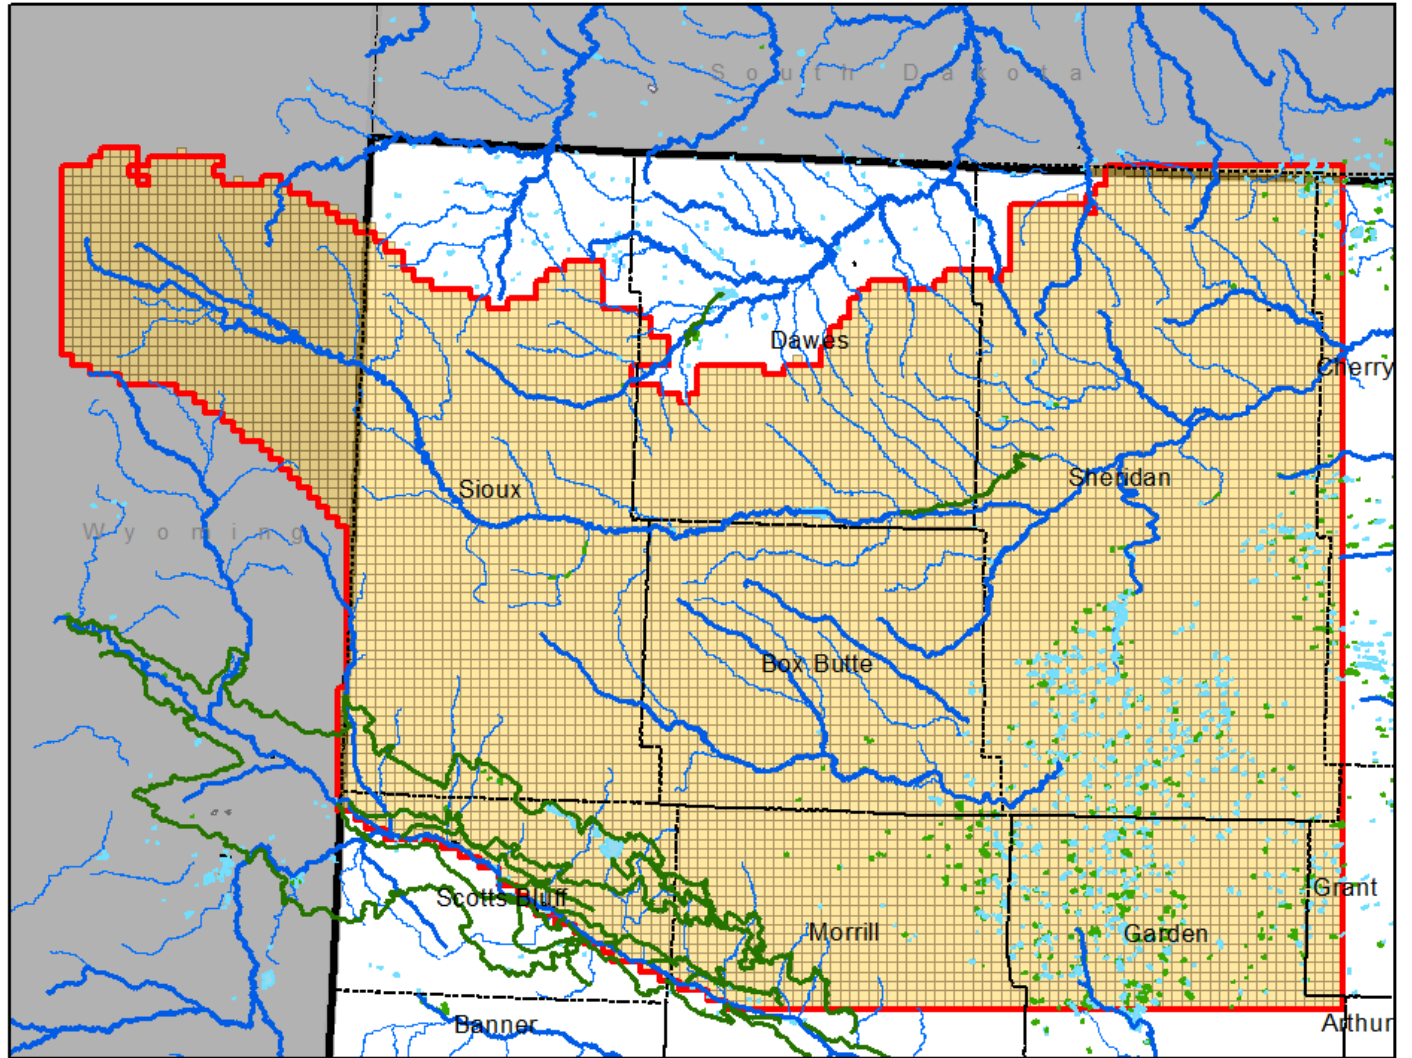 South Dakota
Dawes
Cherry
Sheridan
Sioux
Wyoming
Box Butte
Grant
Scotts Bluff
Morrill
Garden
Banner
Arthur